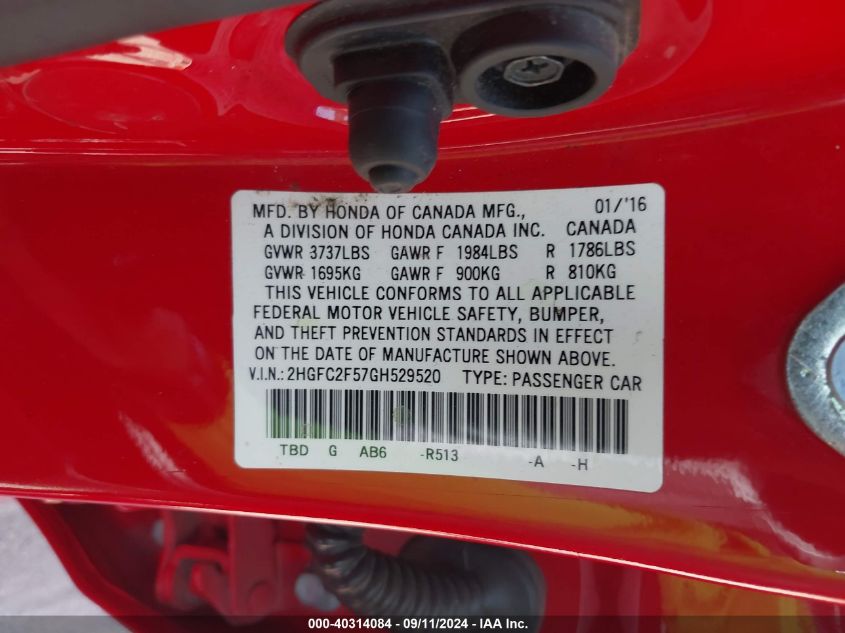 MFD. BY HONDA OF CANADA MFG., 01/'16
A DIVISION OF HONDA CANADA INC. CANADA
GVWR 3737LBS GAWR F 1984LBS R 1786LBS
GVWR 1695KG GAWR F 900KG R 810KG
THIS VEHICLE CONFORMS TO ALL APPLICABLE
FEDERAL MOTOR VEHICLE SAFETY, BUMPER,
AND THEFT PREVENTION STANDARDS IN EFFECT
ON THE DATE OF MANUFACTURE SHOWN ABOVE.
V.I.N.: 2HGFC2F57GH529520 TYPE: PASSENGER CAR
TBD G AB6 -R513 -A -H
000-40314084 - 09/11/2024 - IAA Inc.